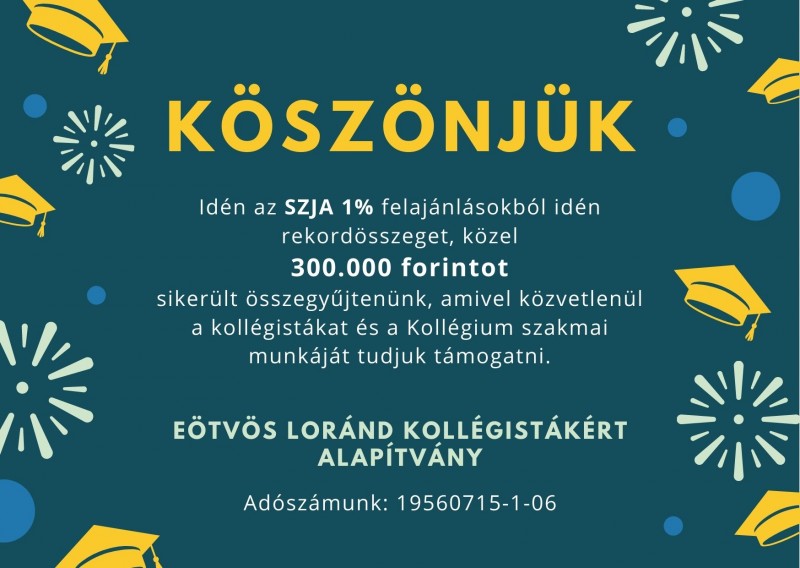 KÖSZÖNJÜK
Idén az SZJA 1% felajánlásokból idén
rekordösszeget, közel
300.000 forintot
sikerült összegyűjtenünk, amivel közvetlenül
a kollégistákat és a Kollégium szakmai
munkáját tudjuk támogatni.
EÖTVÖS LORÁND KOLLÉGISTÁKÉRT
ALAPÍTVÁNY
Adószámunk: 19560715-1-06